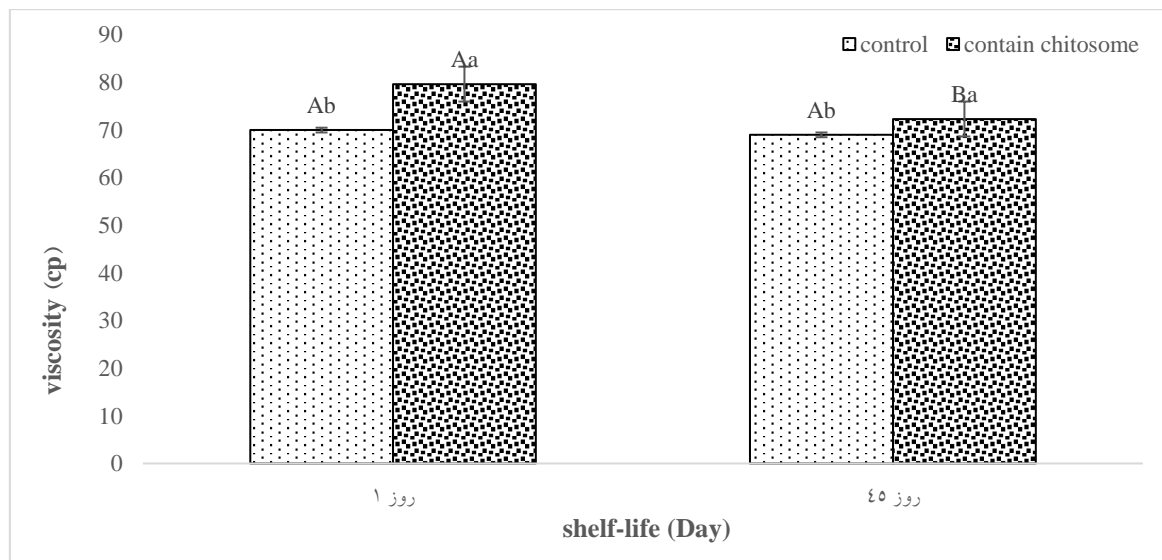 90
80
70
60
50
40
30
20
10
0
viscosity (cp)
control contain chitosome
Ab
Aa
Ab
Ba
روز ١
روز ٤٥
shelf-life (Day)